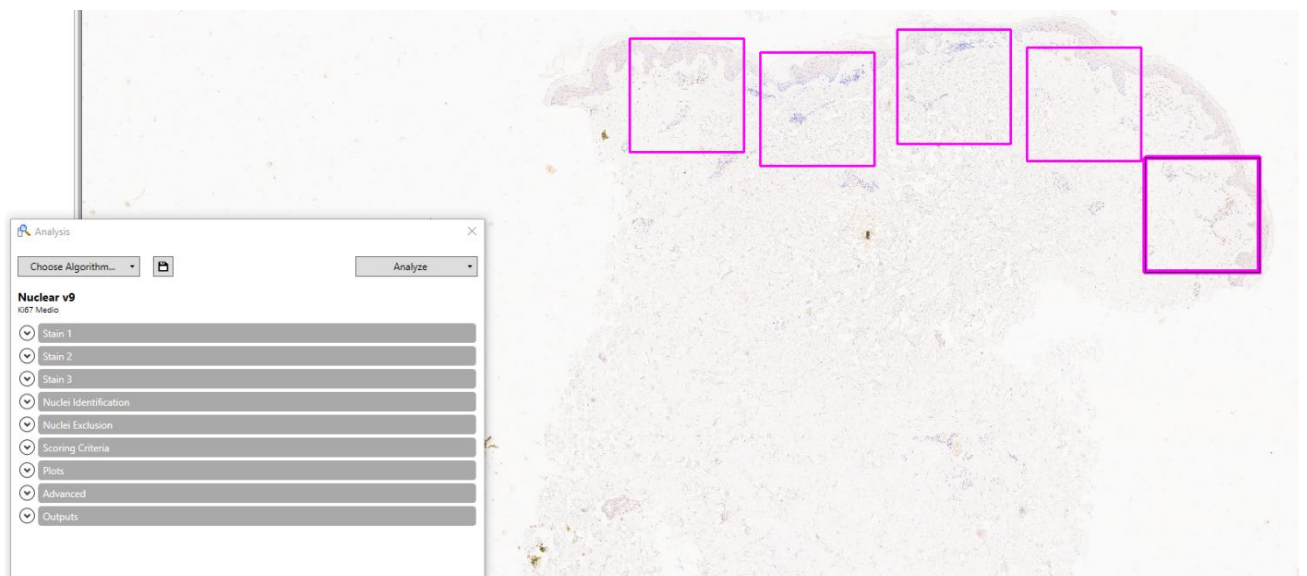 Analysis
Choose Algorithm...
Analyze
Nuclear v9
Ki67 Medio
Stain 1
Stain 2
Stain 3
Nuclei Identification
Nuclei Exclusion
Scoring Criteria
Plots
Advanced
Outputs